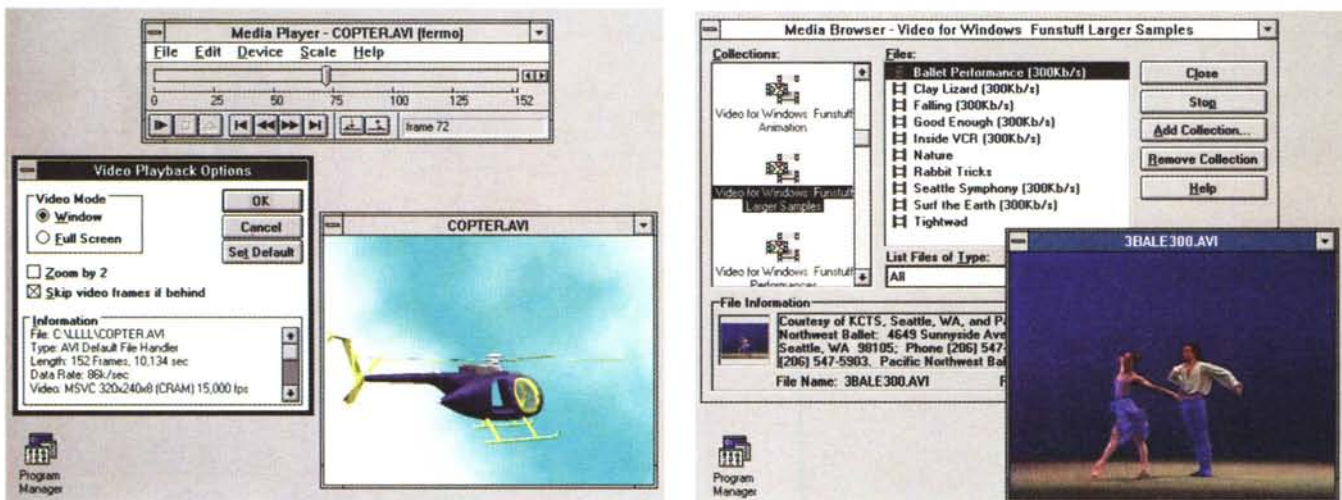 Media Player - COPTER.AVI (fermo)
File Edit Device Scale Help
0 25 50 75 100 125 152
frame 72
Video Playback Options
Video Mode
Window
Full Screen
OK
Cancel
Set Default
Zoom by 2
Skip video frames if behind
Information
File: C:\LLLL\COPTER.AVI
Type: AVI Default File Handler
Length: 152 Frames, 10,134 sec
Data Rate: 86k/sec
Video: MSVC 320x240x8 (CRAM) 15,000 fps
COPTER.AVI
Program
Manager
Media Browser - Video for Windows Funstuff Larger Samples
Collections:
Video for Windows Funstuff
Animation
Video for Windows Funstuff
Larger Samples
Video for Windows Funstuff
Performances
Files:
Ballet Performance (300Kb/s)
Clay Lizard (300Kb/s)
Falling (300Kb/s)
Good Enough (300Kb/s)
Inside VCR (300Kb/s)
Nature
Rabbit Tricks
Seattle Symphony (300Kb/s)
Surf the Earth (300Kb/s)
Tightwad
Close
Stop
Add Collection...
Remove Collection
Help
List Files of Type:
All
3BALE300.AVI
File Information
Courtesy of KCTS, Seattle, WA, and Pa
Northwest Ballet: 4649 Sunnyside Ave
Seattle, WA 98105; Phone (206) 547-
(206) 547-5903. Pacific Northwest Bal
File Name: 3BALE300.AVI F
Program
Manager